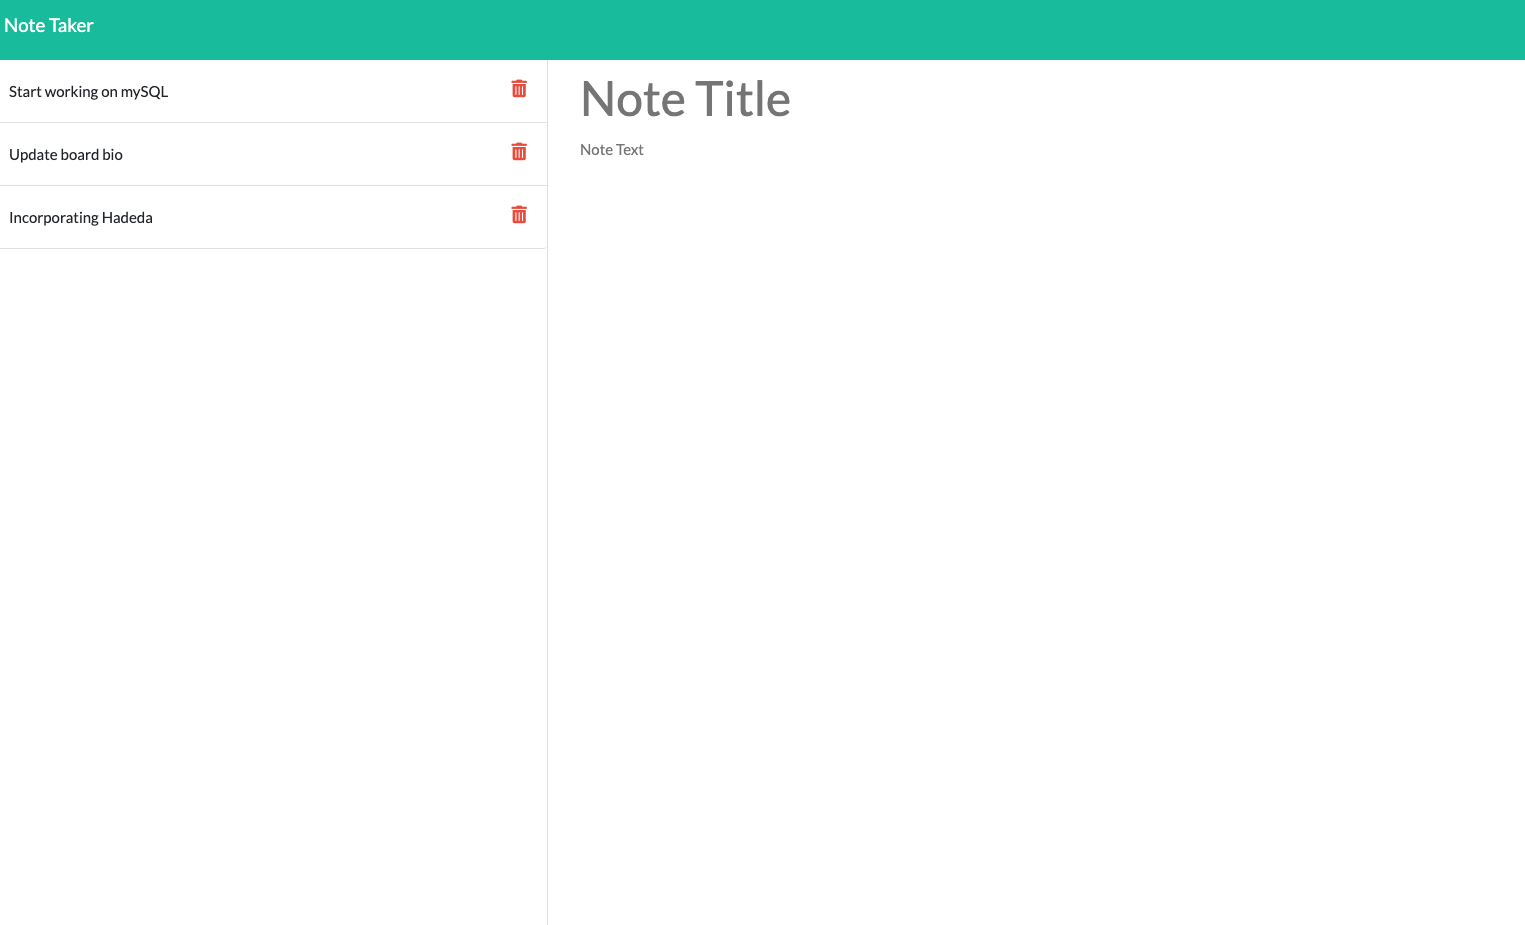 Note Taker
Start working on mySQL
Update board bio
Incorporating Hadeda
Note Title
Note Text